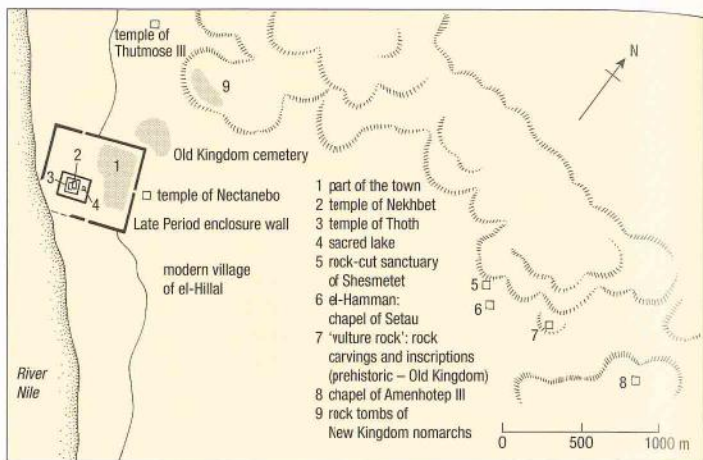 temple of
Thutmose III
N
9
Old Kingdom cemetery
1
2
3
4
temple of Nectanebo
Late Period enclosure wall
modern village
of el-Hillal
River
Nile
1 part of the town
2 temple of Nekhbet
3 temple of Thoth
4 sacred lake
5 rock-cut sanctuary
of Shesmetet
6 el-Hamman:
chapel of Setau
7 'vulture rock': rock
carvings and inscriptions
(prehistoric – Old Kingdom)
8 chapel of Amenhotep III
9 rock tombs of
New Kingdom nomarchs
5
6
7
8
0 500 1000 m